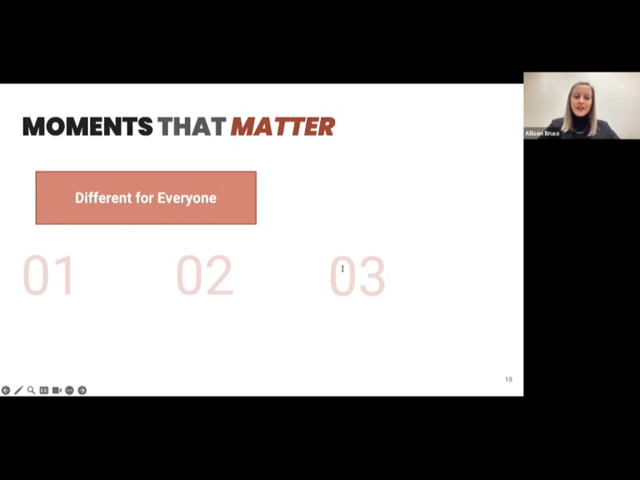 MOMENTS THAT MATTER
Different for Everyone
01 02 03
Allison Bruce
18